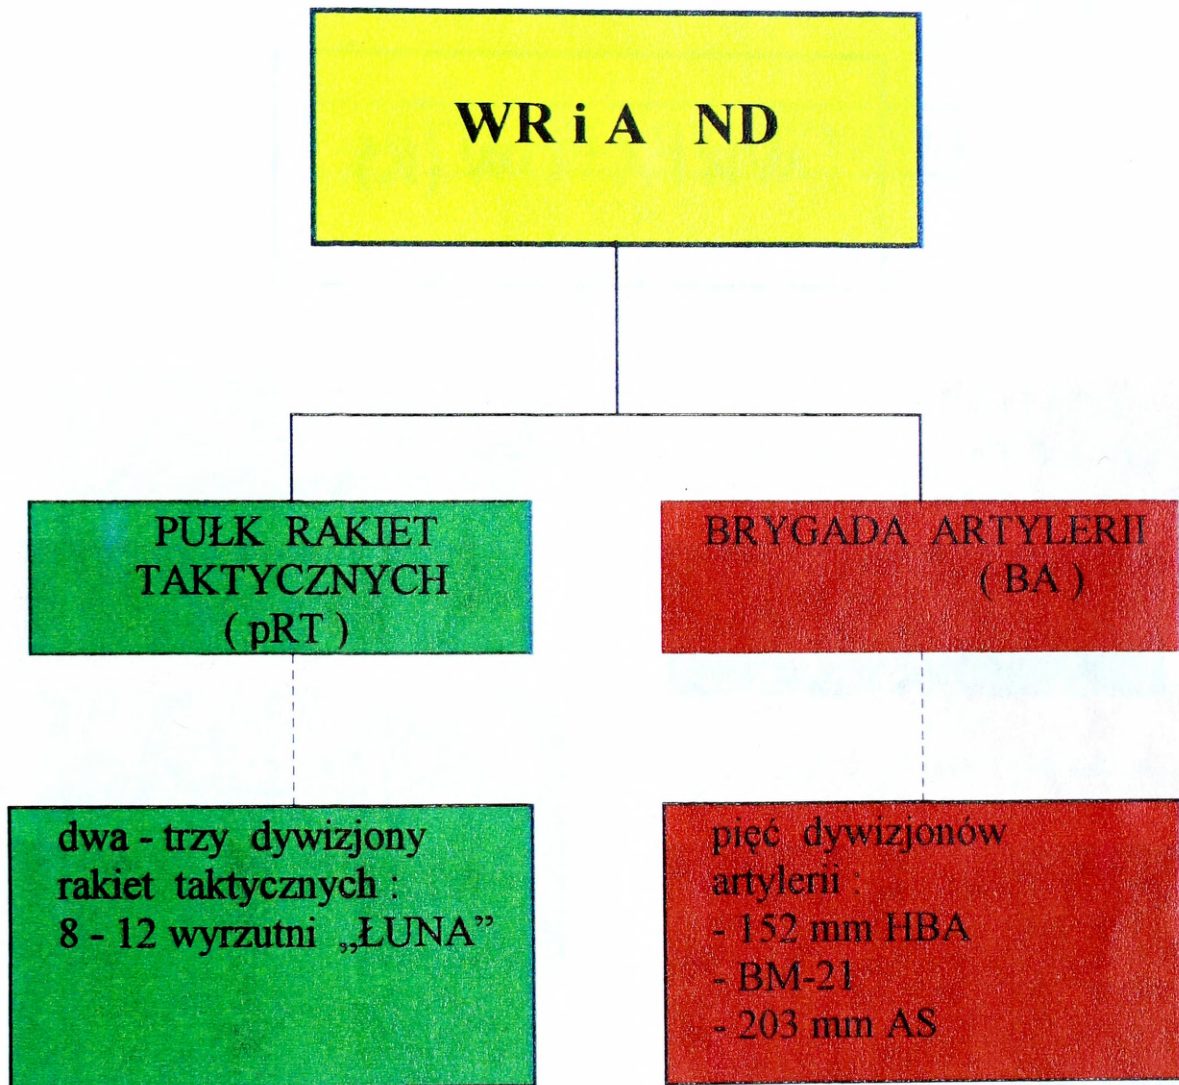 WR i A ND
PUŁK RAKIET
TAKTYCZNYCH
( pRT )
BRYGADA ARTYLERII
( BA )
dwa - trzy dywizjony
rakiet taktycznych :
8 - 12 wyrzutni „ŁUNA”
pięć dywizjonów
artylerii :
- 152 mm HBA
- BM-21
- 203 mm AS